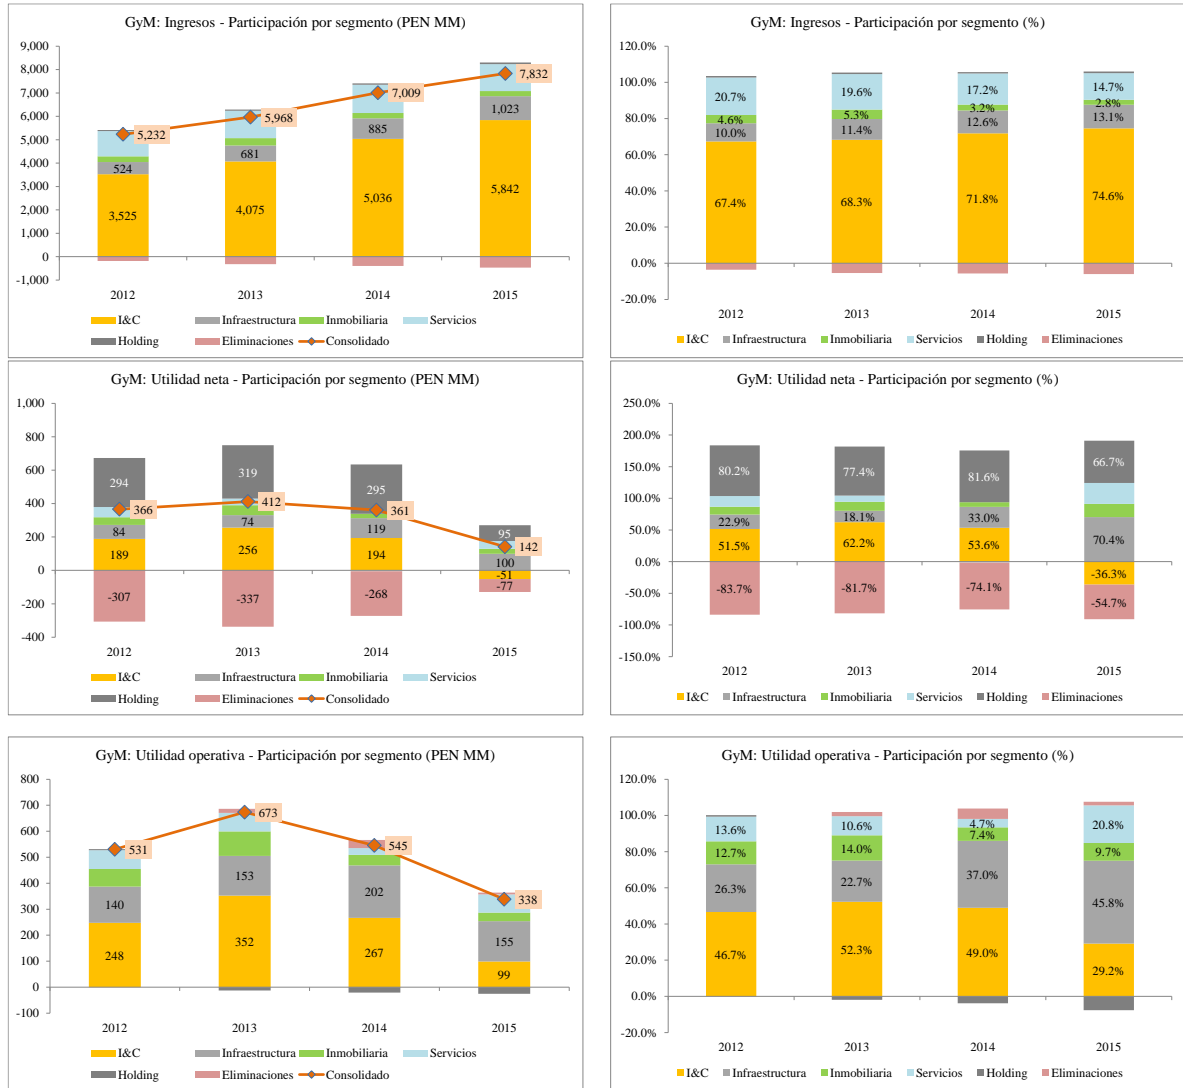 GyM: Ingresos - Participación por segmento (PEN MM)
9,000
8,000
7,000
6,000
5,000
4,000
3,000
2,000
1,000
0
-1,000
5,232
5,968
7,009
7,832
524
681
885
1,023
3,525
4,075
5,036
5,842
2012 2013 2014 2015
I&C Infraestructura Inmobiliaria Servicios
Holding Eliminaciones Consolidado
GyM: Ingresos - Participación por segmento (%)
120.0%
100.0%
80.0%
60.0%
40.0%
20.0%
0.0%
-20.0%
20.7% 19.6% 17.2% 14.7%
4.6% 5.3% 3.2% 2.8%
10.0% 11.4% 12.6% 13.1%
67.4% 68.3% 71.8% 74.6%
2012 2013 2014 2015
I&C Infraestructura Inmobiliaria Servicios Holding Eliminaciones
GyM: Utilidad neta - Participación por segmento (PEN MM)
1,000
800
600
400
200
0
-200
-400
294 319 295 95
366 412 361 142
84 74 119 100
189 256 194 -51
-307 -337 -268 -77
2012 2013 2014 2015
I&C Infraestructura Inmobiliaria Servicios
Holding Eliminaciones Consolidado
GyM: Utilidad neta - Participación por segmento (%)
250.0%
200.0%
150.0%
100.0%
50.0%
0.0%
-50.0%
-100.0%
-150.0%
80.2% 77.4% 81.6% 66.7%
22.9% 18.1% 33.0% 70.4%
51.5% 62.2% 53.6% -36.3%
-83.7% -81.7% -74.1% -54.7%
2012 2013 2014 2015
I&C Infraestructura Inmobiliaria Servicios Holding Eliminaciones
GyM: Utilidad operativa - Participación por segmento (PEN MM)
800
700
600
500
400
300
200
100
0
-100
531 673 545 338
140 153 202 155
248 352 267 99
2012 2013 2014 2015
I&C Infraestructura Inmobiliaria Servicios
Holding Eliminaciones Consolidado
GyM: Utilidad operativa - Participación por segmento (%)
120.0%
100.0%
80.0%
60.0%
40.0%
20.0%
0.0%
-20.0%
13.6% 10.6% 4.7% 20.8%
12.7% 14.0% 7.4% 9.7%
26.3% 22.7% 37.0% 45.8%
46.7% 52.3% 49.0% 29.2%
2012 2013 2014 2015
I&C Infraestructura Inmobiliaria Servicios Holding Eliminaciones